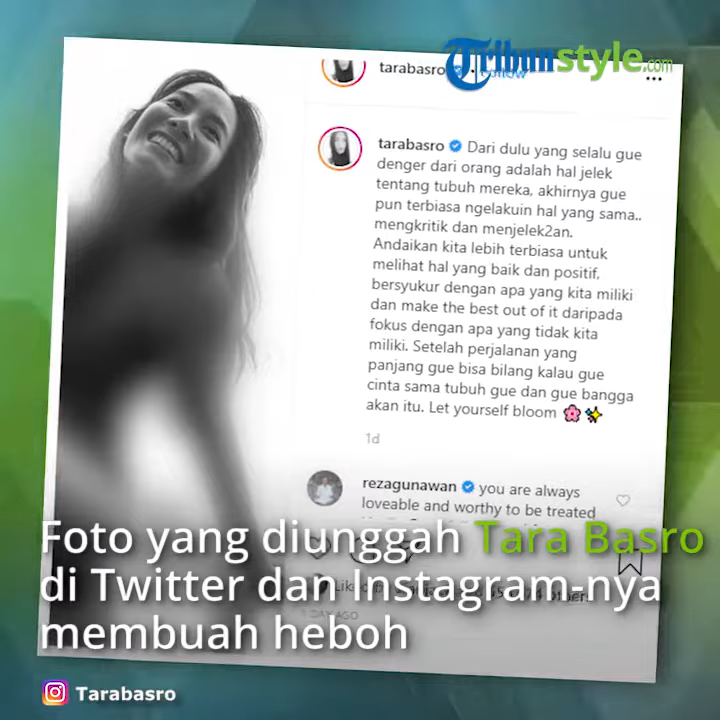 Tribunstyle.com
tarabasro
tarabasro Dari dulu yang selalu gue
denger dari orang adalah hal jelek
tentang tubuh mereka, akhirnya gue
pun terbiasa ngelakuin hal yang sama..
mengkritik dan menjelek2an.
Andaikan kita lebih terbiasa untuk
melihat hal yang baik dan positif,
bersyukur dengan apa yang kita miliki
dan make the best out of it daripada
fokus dengan apa yang tidak kita
miliki. Setelah perjalanan yang
panjang gue bisa bilang kalau gue
cinta sama tubuh gue dan gue bangga
akan itu. Let yourself bloom 🌸✨
1d
rezagunawan you are always
loveable and worthy to be treated
Foto yang diunggah Tara Basro
di Twitter dan Instagram-nya
membuah heboh
DAY AGO
Tarabasro